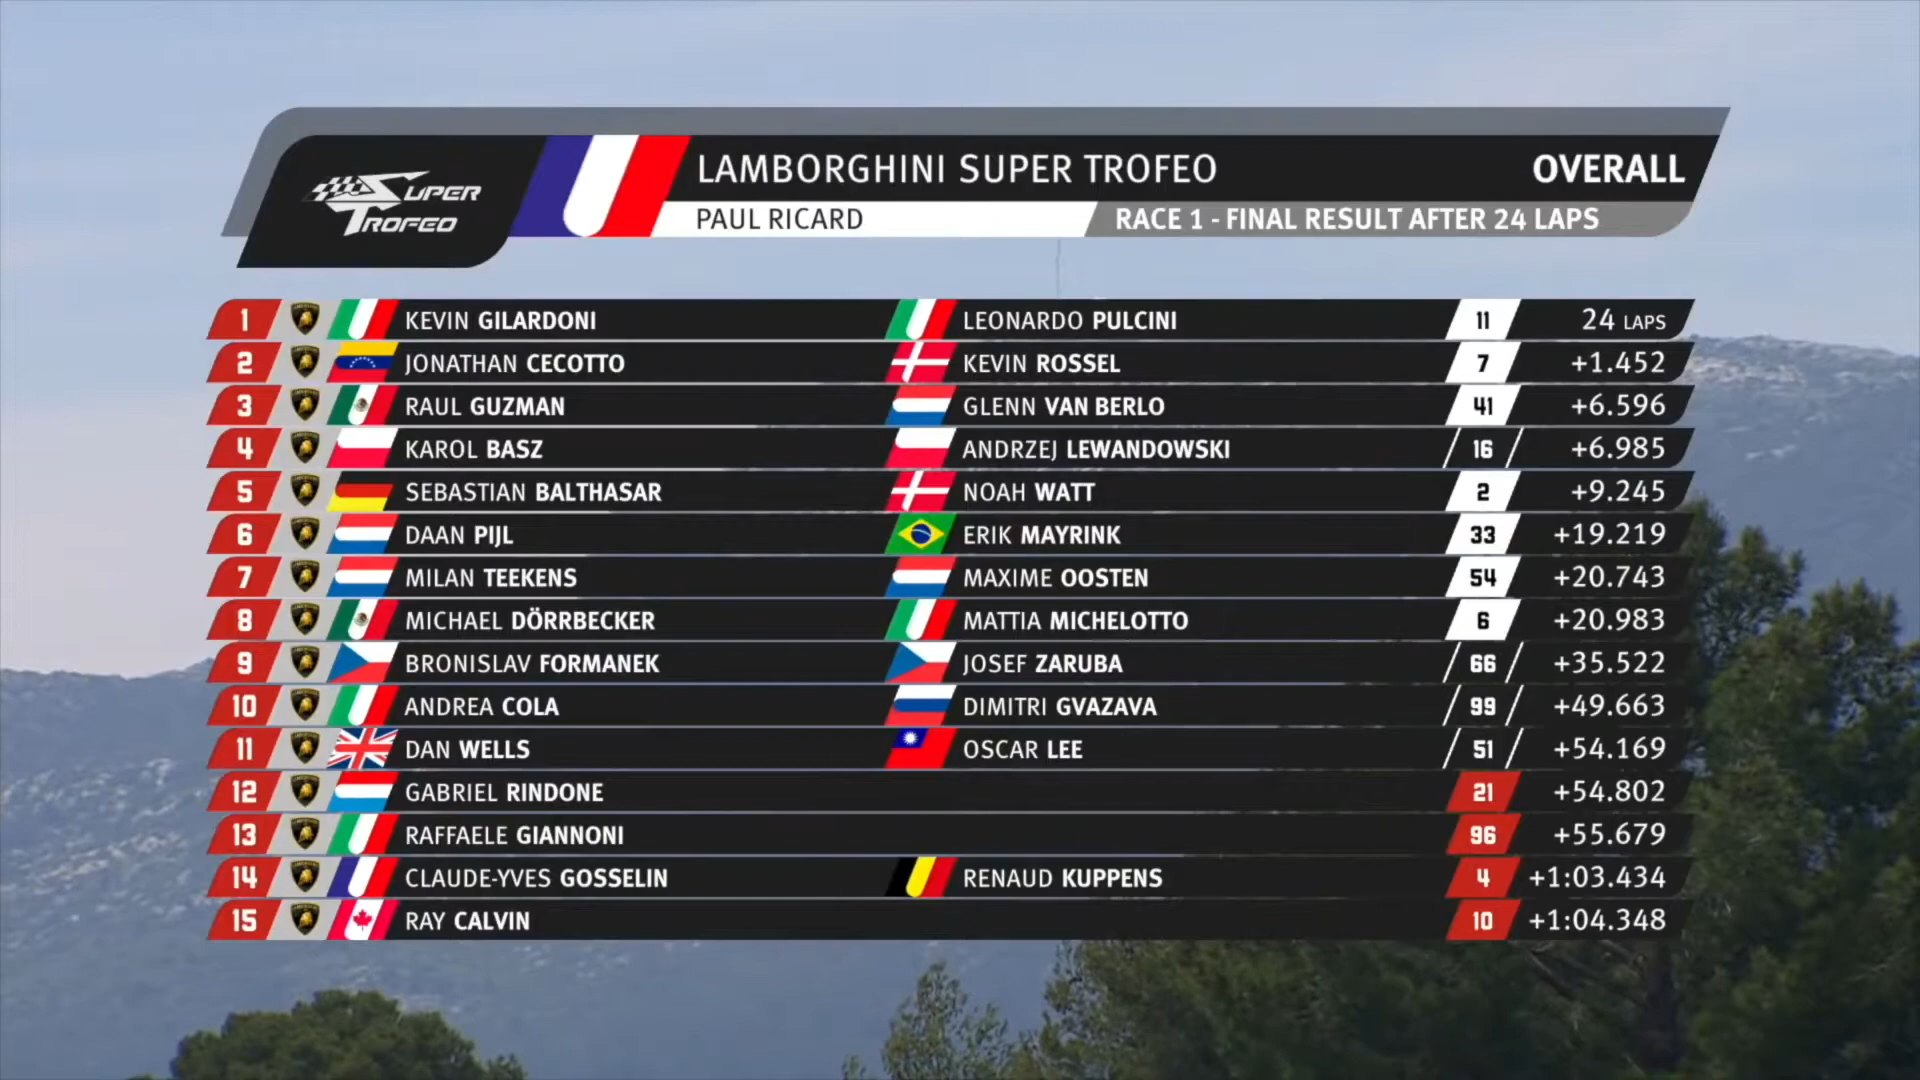 SUPER TROFEO
LAMBORGHINI SUPER TROFEO OVERALL
PAUL RICARD RACE 1 - FINAL RESULT AFTER 24 LAPS
1 KEVIN GILARDONI LEONARDO PULCINI 11 24 LAPS
2 JONATHAN CECOTTO KEVIN ROSSEL 7 +1.452
3 RAUL GUZMAN GLENN VAN BERLO 41 +6.596
4 KAROL BASZ ANDRZEJ LEWANDOWSKI 16 +6.985
5 SEBASTIAN BALTHASAR NOAH WATT 2 +9.245
6 DAAN PIJL ERIK MAYRINK 33 +19.219
7 MILAN TEEKENS MAXIME OOSTEN 54 +20.743
8 MICHAEL DÖRRBECKER MATTIA MICHELOTTO 6 +20.983
9 BRONISLAV FORMANEK JOSEF ZARUBA 66 +35.522
10 ANDREA COLA DIMITRI GVAZAVA 99 +49.663
11 DAN WELLS OSCAR LEE 51 +54.169
12 GABRIEL RINDONE 21 +54.802
13 RAFFAELE GIANNONI 96 +55.679
14 CLAUDE-YVES GOSSELIN RENAUD KUPPENS 4 +1:03.434
15 RAY CALVIN 10 +1:04.348